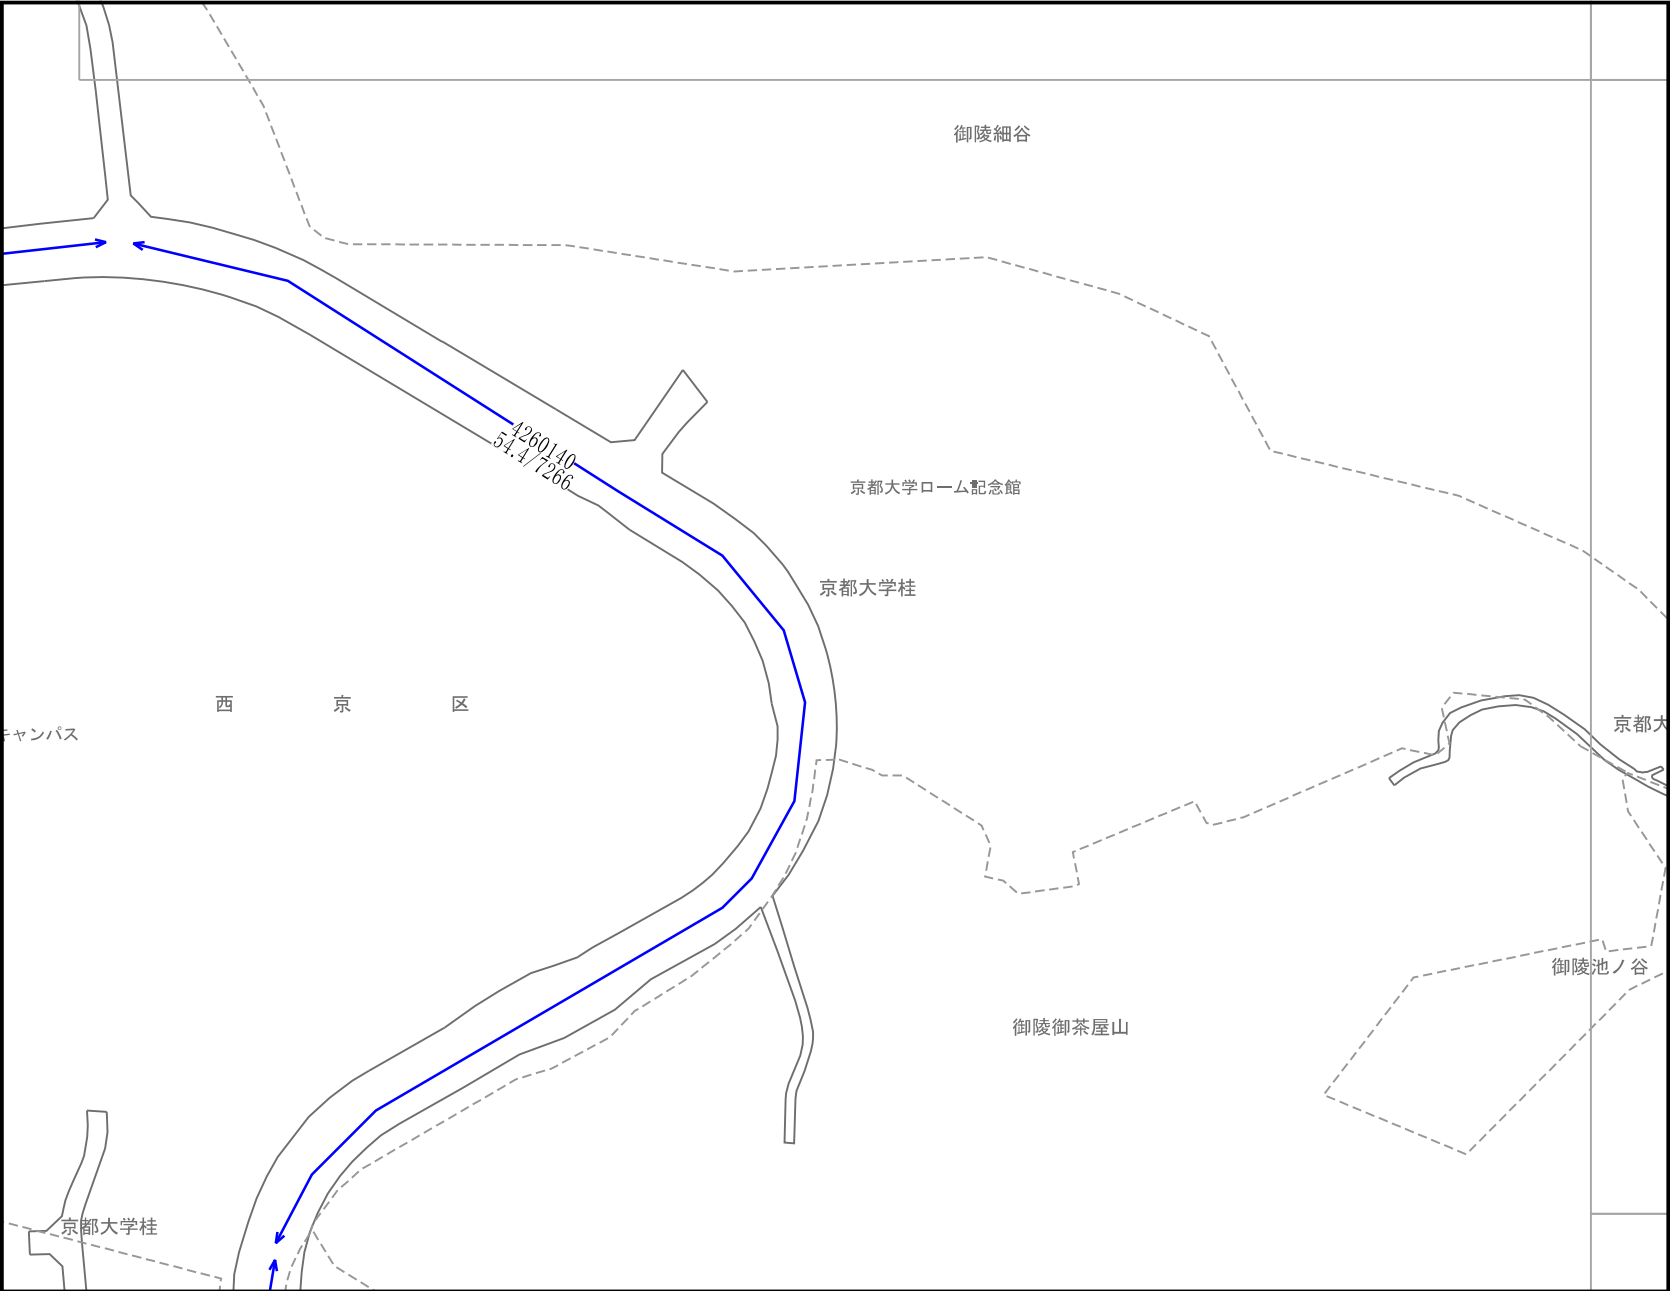 御陵細谷
4260140
54.4/7266
京都大学ローム記念館
京都大学桂
西京区
キャンパス
京都大
御陵池ノ谷
御陵御茶屋山
京都大学桂